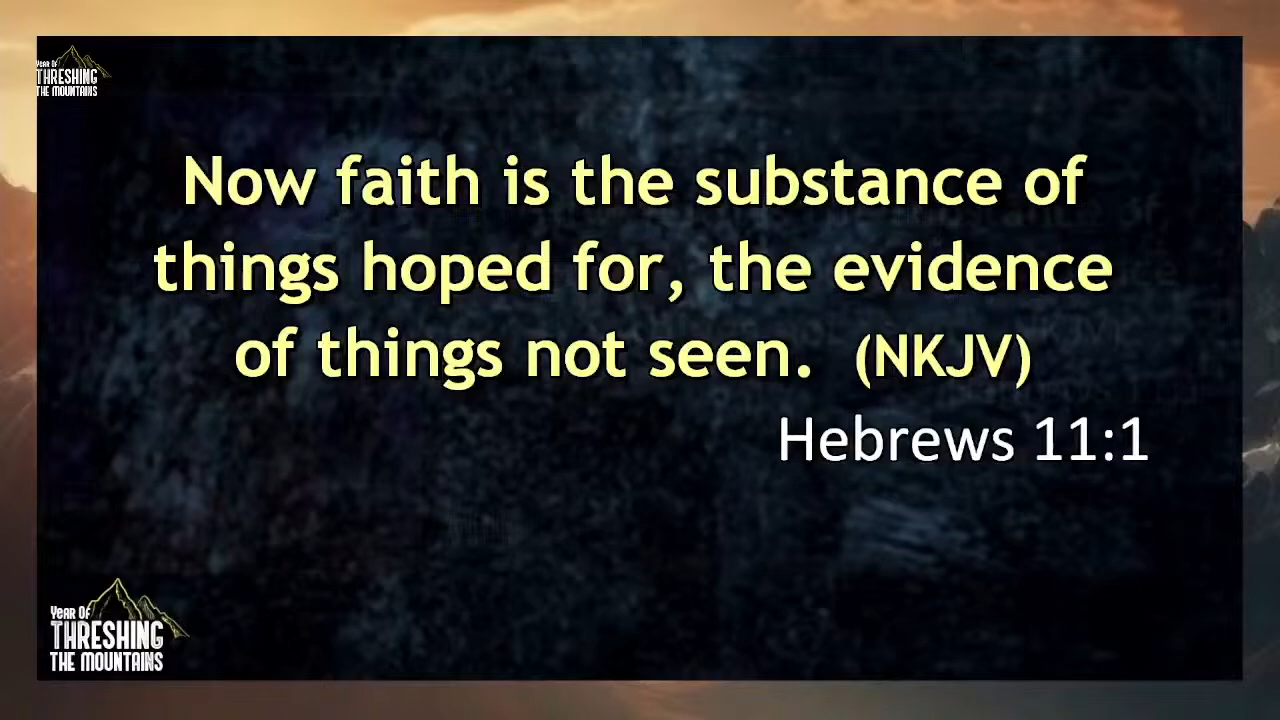 YEAR OF
THRESHING
THE MOUNTAINS
Now faith is the substance of
things hoped for, the evidence
of things not seen. (NKJV)
Hebrews 11:1
YEAR OF
THRESHING
THE MOUNTAINS